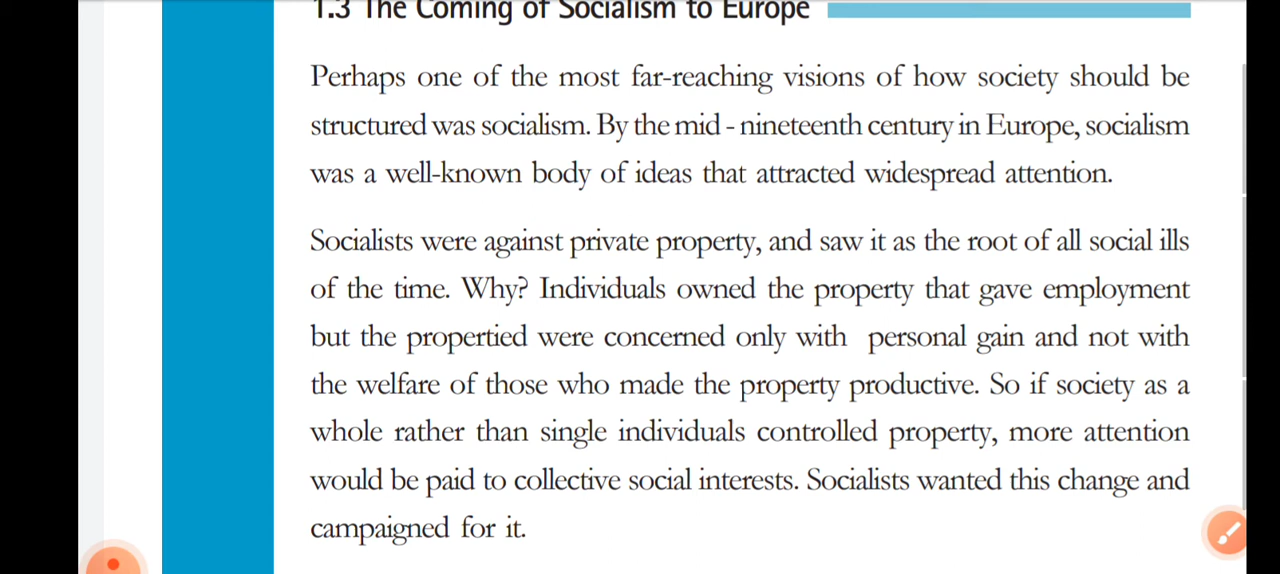 1.3 The Coming of Socialism to Europe
Perhaps one of the most far-reaching visions of how society should be
structured was socialism. By the mid - nineteenth century in Europe, socialism
was a well-known body of ideas that attracted widespread attention.
Socialists were against private property, and saw it as the root of all social ills
of the time. Why? Individuals owned the property that gave employment
but the propertied were concerned only with personal gain and not with
the welfare of those who made the property productive. So if society as a
whole rather than single individuals controlled property, more attention
would be paid to collective social interests. Socialists wanted this change and
campaigned for it.